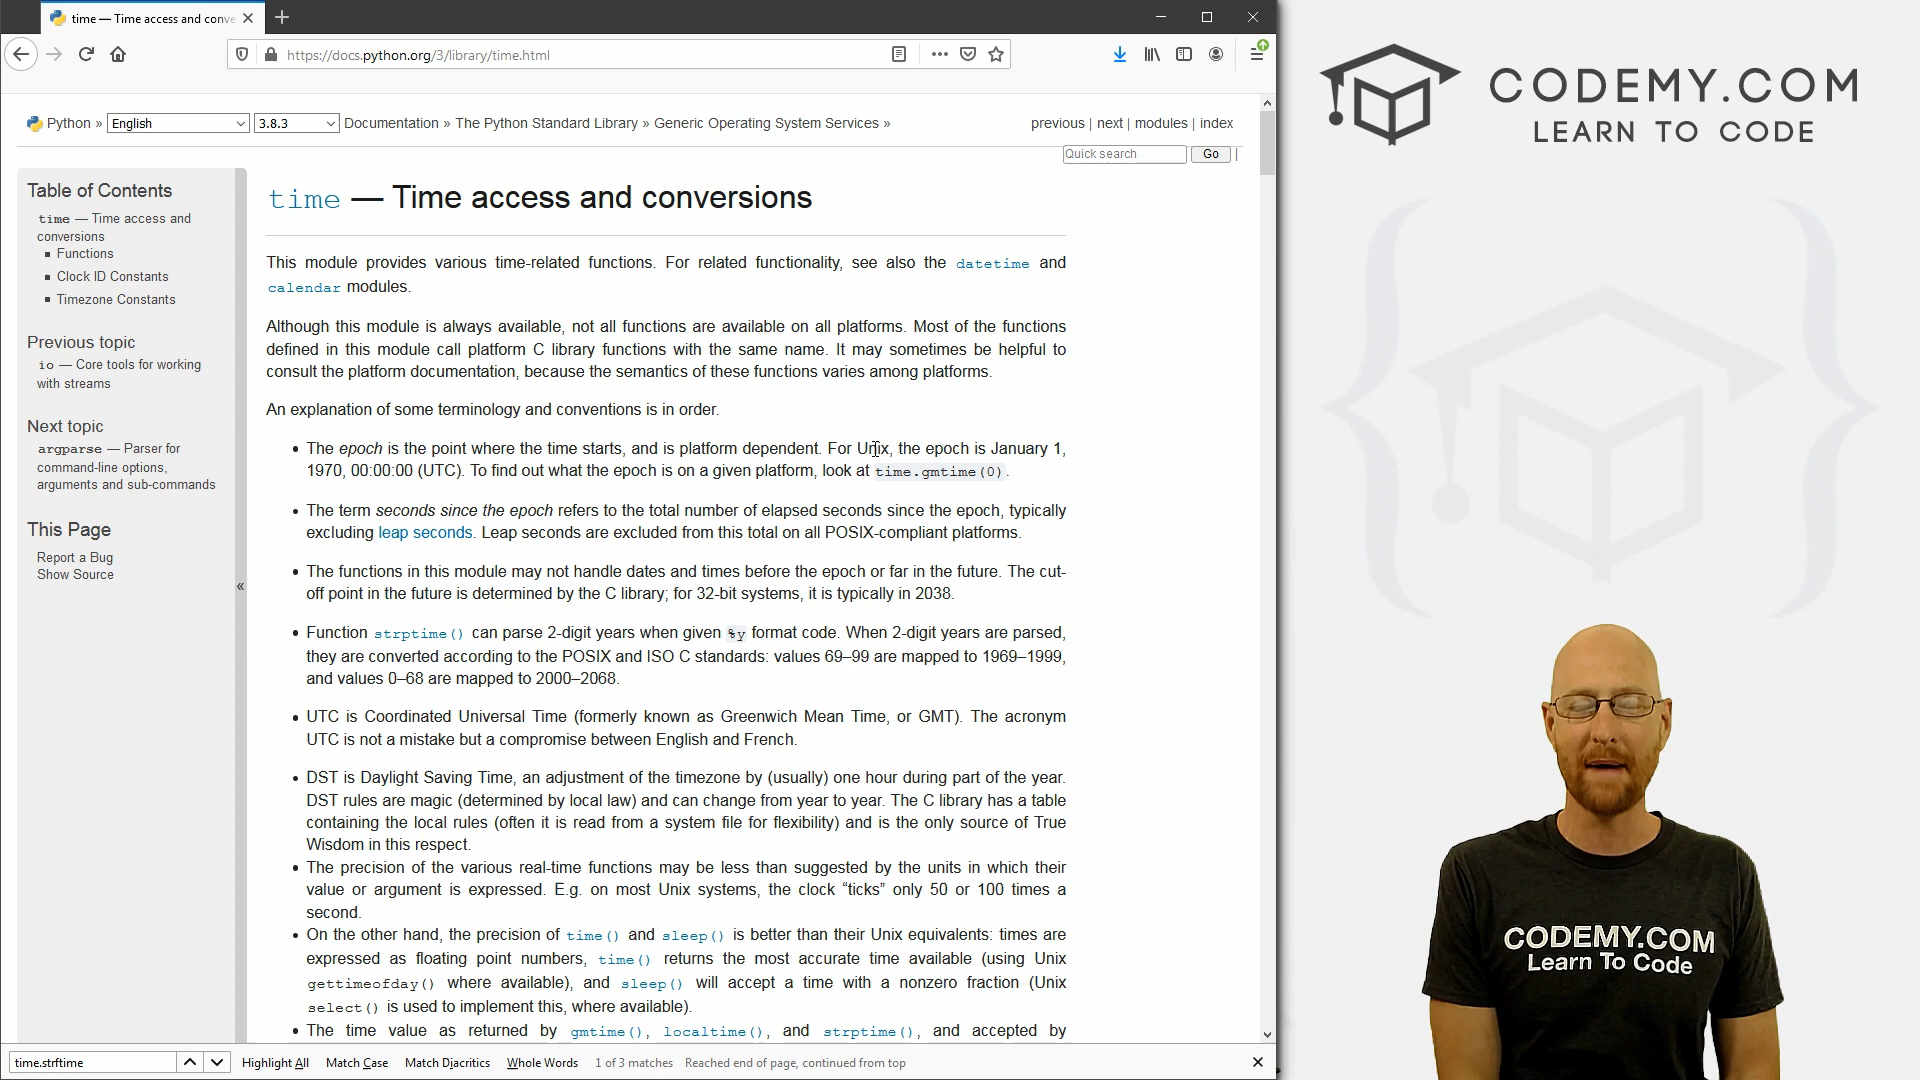 time — Time access and conve
https://docs.python.org/3/library/time.html
Python » English 3.8.3 Documentation » The Python Standard Library » Generic Operating System Services »
previous | next | modules | index
Quick search Go |
Table of Contents
time — Time access and
conversions
Functions
Clock ID Constants
Timezone Constants
Previous topic
io — Core tools for working
with streams
Next topic
argparse — Parser for
command-line options,
arguments and sub-commands
This Page
Report a Bug
Show Source
«
time — Time access and conversions
This module provides various time-related functions. For related functionality, see also the datetime and
calendar modules.
Although this module is always available, not all functions are available on all platforms. Most of the functions
defined in this module call platform C library functions with the same name. It may sometimes be helpful to
consult the platform documentation, because the semantics of these functions varies among platforms.
An explanation of some terminology and conventions is in order.
• The epoch is the point where the time starts, and is platform dependent. For Unix, the epoch is January 1,
1970, 00:00:00 (UTC). To find out what the epoch is on a given platform, look at time.gmtime(0).
• The term seconds since the epoch refers to the total number of elapsed seconds since the epoch, typically
excluding leap seconds. Leap seconds are excluded from this total on all POSIX-compliant platforms.
• The functions in this module may not handle dates and times before the epoch or far in the future. The cut-
off point in the future is determined by the C library; for 32-bit systems, it is typically in 2038.
• Function strptime() can parse 2-digit years when given %y format code. When 2-digit years are parsed,
they are converted according to the POSIX and ISO C standards: values 69–99 are mapped to 1969–1999,
and values 0–68 are mapped to 2000–2068.
• UTC is Coordinated Universal Time (formerly known as Greenwich Mean Time, or GMT). The acronym
UTC is not a mistake but a compromise between English and French.
• DST is Daylight Saving Time, an adjustment of the timezone by (usually) one hour during part of the year.
DST rules are magic (determined by local law) and can change from year to year. The C library has a table
containing the local rules (often it is read from a system file for flexibility) and is the only source of True
Wisdom in this respect.
• The precision of the various real-time functions may be less than suggested by the units in which their
value or argument is expressed. E.g. on most Unix systems, the clock “ticks” only 50 or 100 times a
second.
• On the other hand, the precision of time() and sleep() is better than their Unix equivalents: times are
expressed as floating point numbers, time() returns the most accurate time available (using Unix
gettimeofday() where available), and sleep() will accept a time with a nonzero fraction (Unix
select() is used to implement this, where available).
• The time value as returned by gmtime(), localtime(), and strptime(), and accepted by
time.strftime Highlight All Match Case Match Diacritics Whole Words 1 of 3 matches Reached end of page, continued from top
CODEMY.COM
LEARN TO CODE
CODEMY.COM
Learn To Code